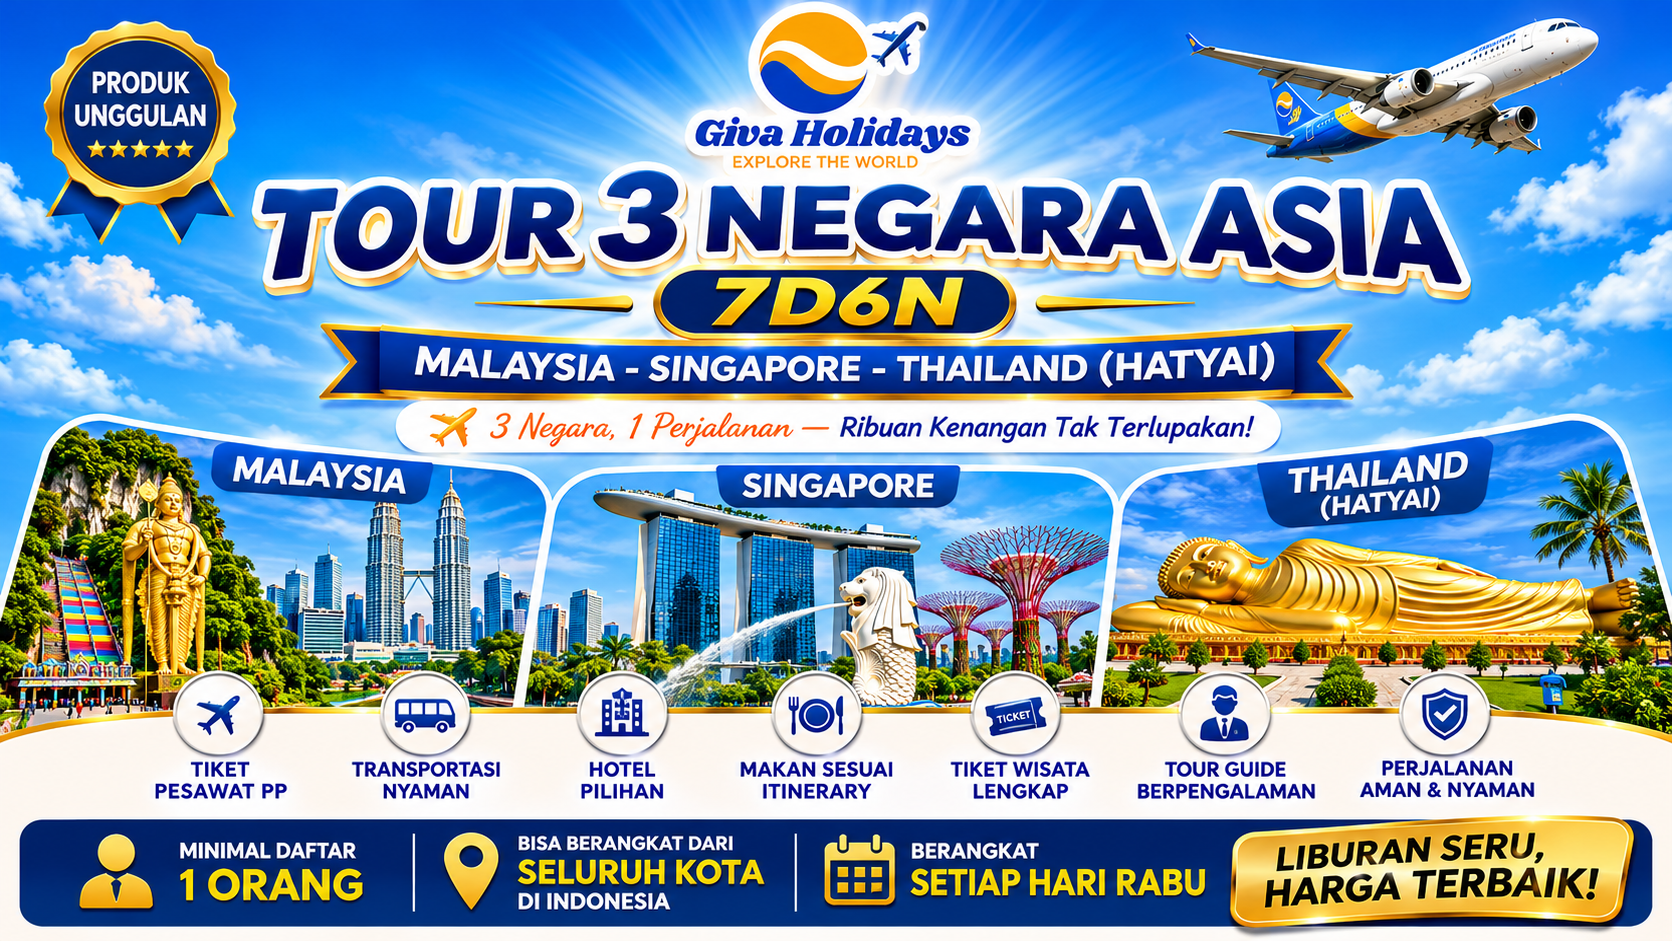 PRODUK
UNGGULAN
Giva Holidays
EXPLORE THE WORLD
TOUR 3 NEGARA ASIA
7D6N
MALAYSIA - SINGAPORE - THAILAND (HATYAI)
3 Negara, 1 Perjalanan — Ribuan Kenangan Tak Terlupakan!
MALAYSIA
SINGAPORE
THAILAND
(HATYAI)
TIKET
PESAWAT PP
TRANSPORTASI
NYAMAN
HOTEL
PILIHAN
MAKAN SESUAI
ITINERARY
TICKET
TIKET WISATA
LENGKAP
TOUR GUIDE
BERPENGALAMAN
PERJALANAN
AMAN & NYAMAN
MINIMAL DAFTAR
1 ORANG
BISA BERANGKAT DARI
SELURUH KOTA
DI INDONESIA
BERANGKAT
SETIAP HARI RABU
LIBURAN SERU,
HARGA TERBAIK!